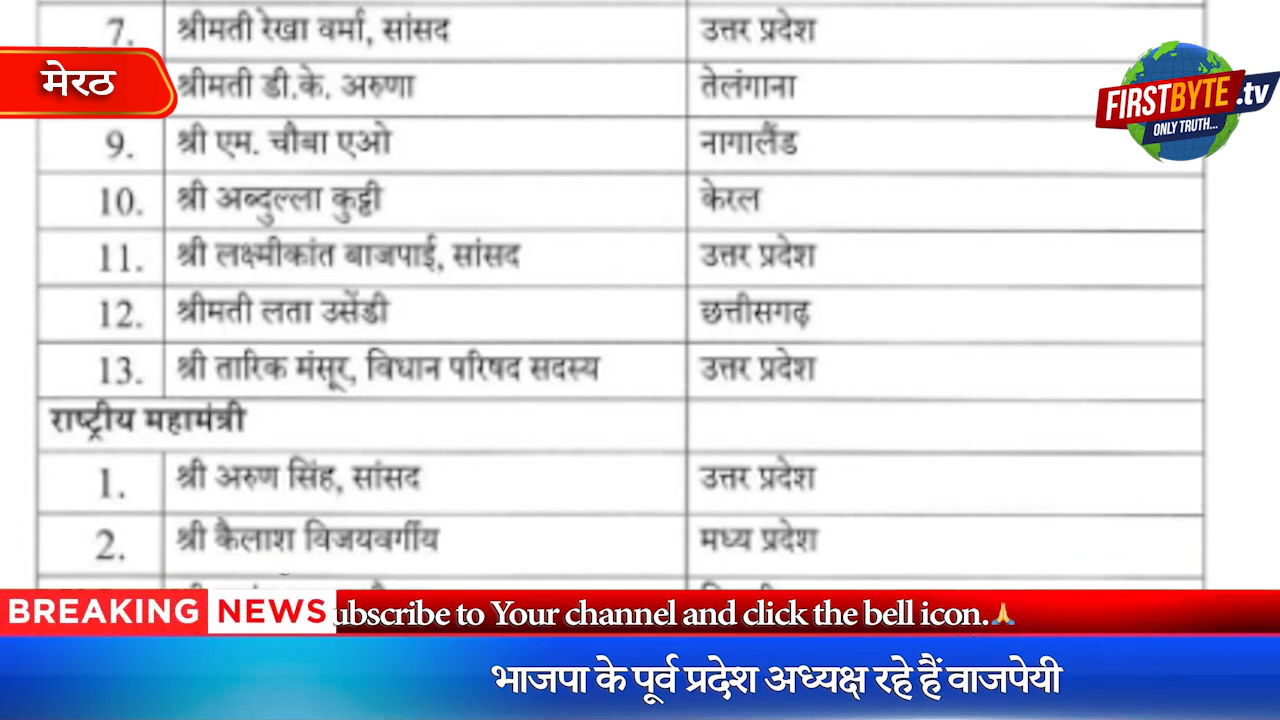 7. श्रीमती रेखा वर्मा, सांसद उत्तर प्रदेश
मेरठ
श्रीमती डी.के. अरुणा तेलंगाना
FIRSTBYTE.tv
ONLY TRUTH...
9. श्री एम. चौबा एओ नागालैंड
10. श्री अब्दुल्ला कुट्टी केरल
11. श्री लक्ष्मीकांत बाजपाई, सांसद उत्तर प्रदेश
12. श्रीमती लता उसेंडी छत्तीसगढ़
13. श्री तारिक मंसूर, विधान परिषद सदस्य उत्तर प्रदेश
राष्ट्रीय महामंत्री
1. श्री अरुण सिंह, सांसद उत्तर प्रदेश
2. श्री कैलाश विजयवर्गीय मध्य प्रदेश
BREAKING NEWS ubscribe to Your channel and click the bell icon.🙏
भाजपा के पूर्व प्रदेश अध्यक्ष रहे हैं वाजपेयी